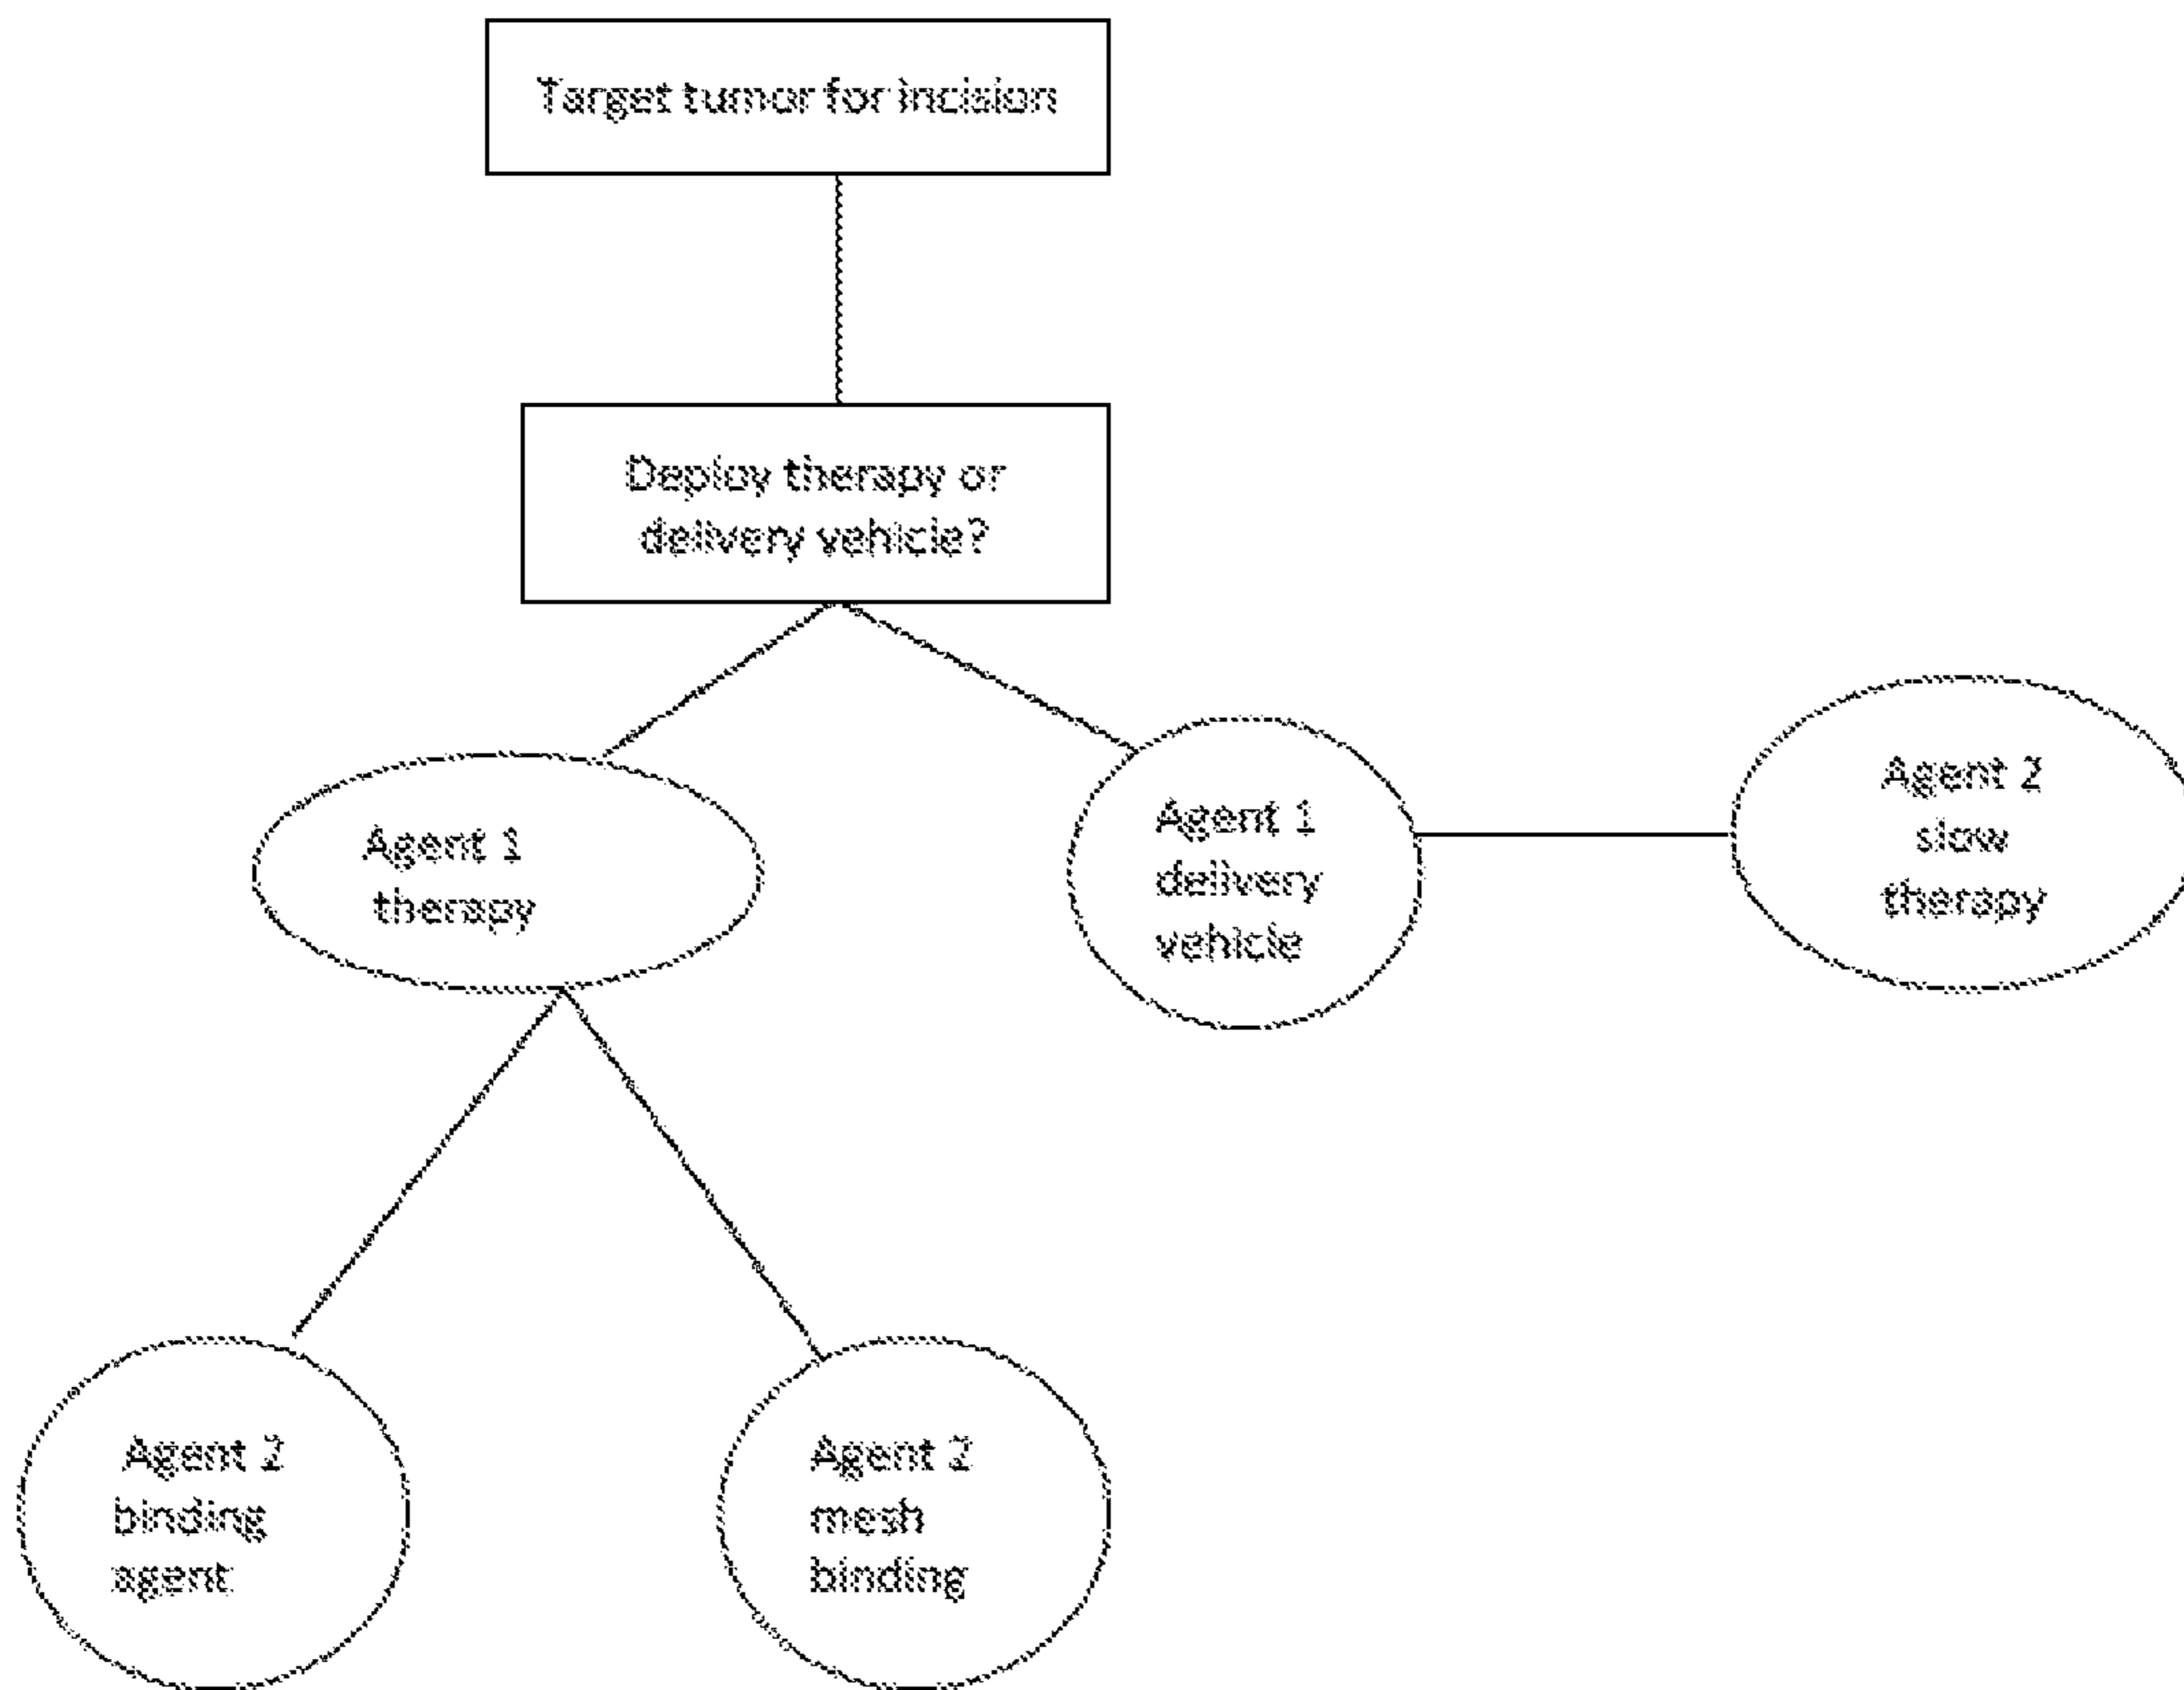 Target tumor for incision
Deploy therapy or
delivery vehicle?
Agent 1
therapy
Agent 1
delivery
vehicle
Agent 2
slow
therapy
Agent 2
binding
agent
Agent 2
mesh
binding